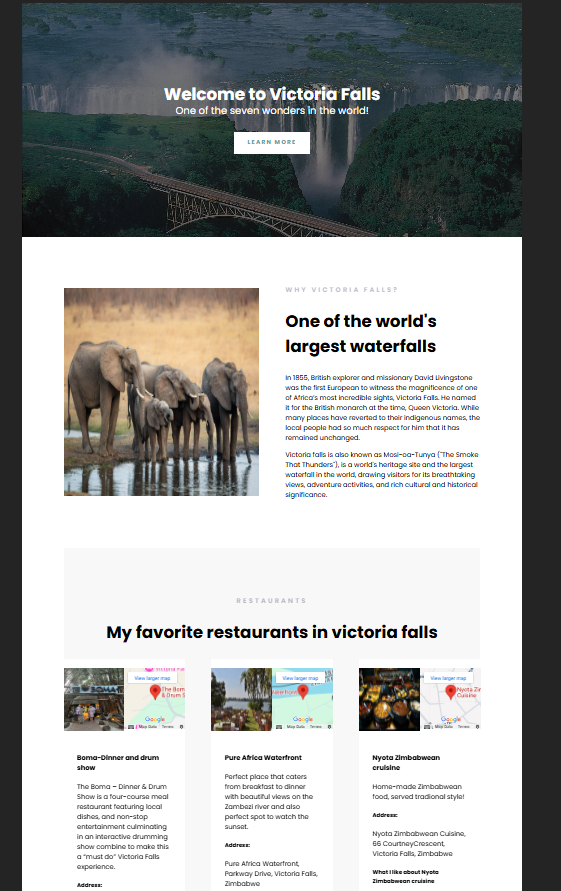 Welcome to Victoria Falls
One of the seven wonders in the world!
LEARN MORE
WHY VICTORIA FALLS?
One of the world's
largest waterfalls
In 1855, British explorer and missionary David Livingstone
was the first European to witness the magnificence of one
of Africa's most incredible sights, Victoria Falls. He named
it for the British monarch at the time, Queen Victoria. While
many places have reverted to their indigenous names, the
local people had so much respect for him that it has
remained unchanged.
Victoria falls is also known as Mosi-oa-Tunya ("The Smoke
That Thunders"), is a world's heritage site and the largest
waterfall in the world, drawing visitors for its breathtaking
views, adventure activities, and rich cultural and historical
significance.
RESTAURANTS
My favorite restaurants in victoria falls
View larger map
The Bom
& Drum S
Google
Map Data Terms
View larger map
Google
Map Data Terms
View larger map
Nyota Zi
Cuisine
Google
Map Data Terms
Boma-Dinner and drum
show
The Boma – Dinner & Drum
Show is a four-course meal
restaurant featuring local
dishes, and non-stop
entertainment culminating
in an interactive drumming
show combine to make this
a "must do" Victoria Falls
experience.
Address:
Pure Africa Waterfront
Perfect place that caters
from breakfast to dinner
with beautiful views on the
Zambezi river and also
perfect spot to watch the
sunset.
Address:
Pure Africa Waterfront,
Parkway Drive, Victoria Falls,
Zimbabwe
Nyota Zimbabwean
cruisine
Home-made Zimbabwean
food, served tradional style!
Address:
Nyota Zimbabwean Cuisine,
66 CourtneyCrescent,
Victoria Falls, Zimbabwe
What I like about Nyota
Zimbabwean cuisine